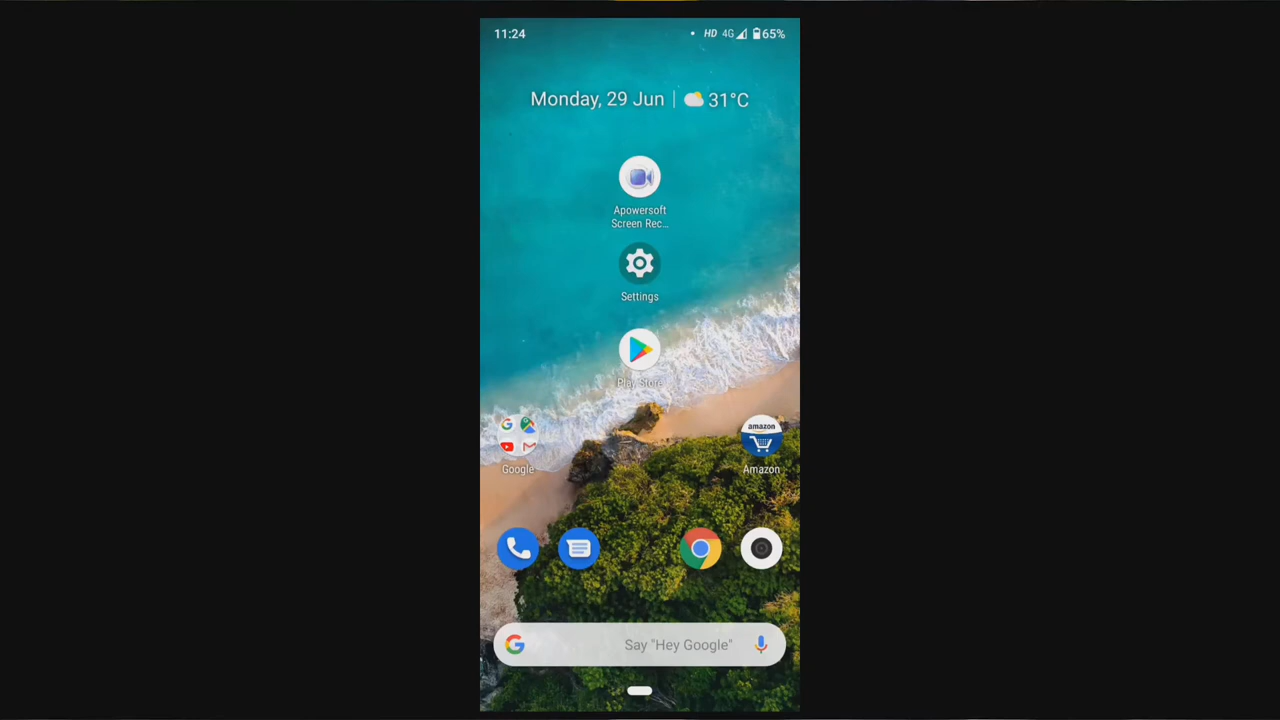 11:24 HD 4G 65%
Monday, 29 Jun | 31°C
Apowersoft
Screen Rec...
Settings
Play Store
amazon
Google Amazon
Say "Hey Google"